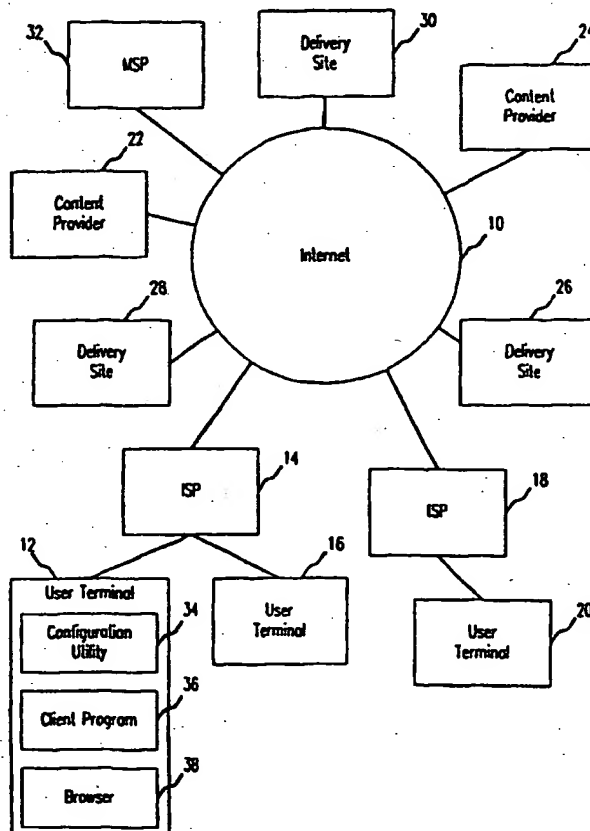 32
MSP
Delivery
Site
30
24
Content
Provider
22
Content
Provider
Internet
10
28
Delivery
Site
26
Delivery
Site
ISP
14
ISP
18
12
User Terminal
Configuration
Utility
34
Client Program
36
Browser
38
16
User
Terminal
User
Terminal
20